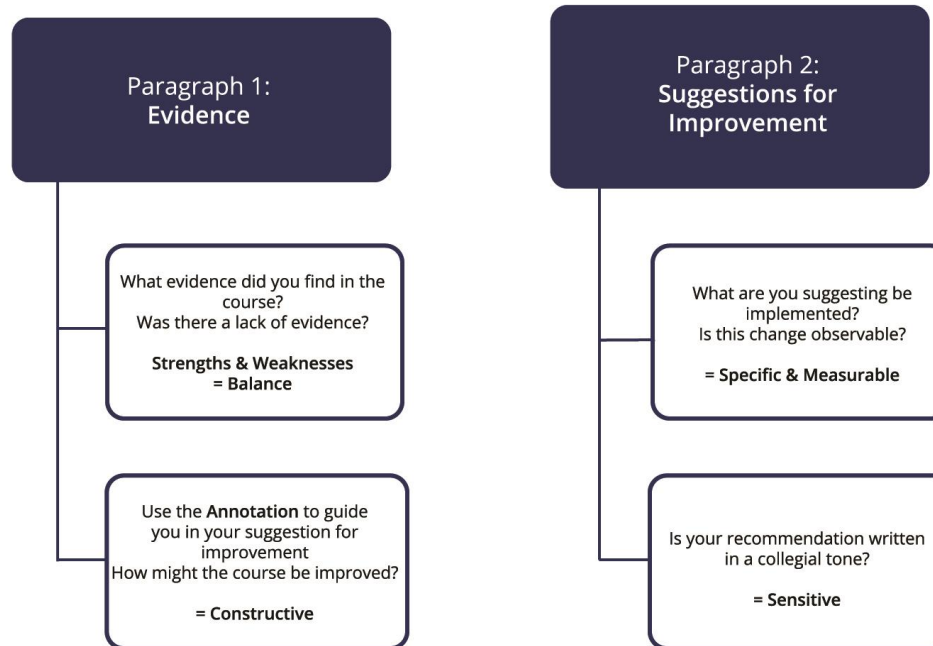 Paragraph 1:
Evidence
What evidence did you find in the
course?
Was there a lack of evidence?
Strengths & Weaknesses
= Balance
Use the Annotation to guide
you in your suggestion for
improvement
How might the course be improved?
= Constructive
Paragraph 2:
Suggestions for
Improvement
What are you suggesting be
implemented?
Is this change observable?
= Specific & Measurable
Is your recommendation written
in a collegial tone?
= Sensitive